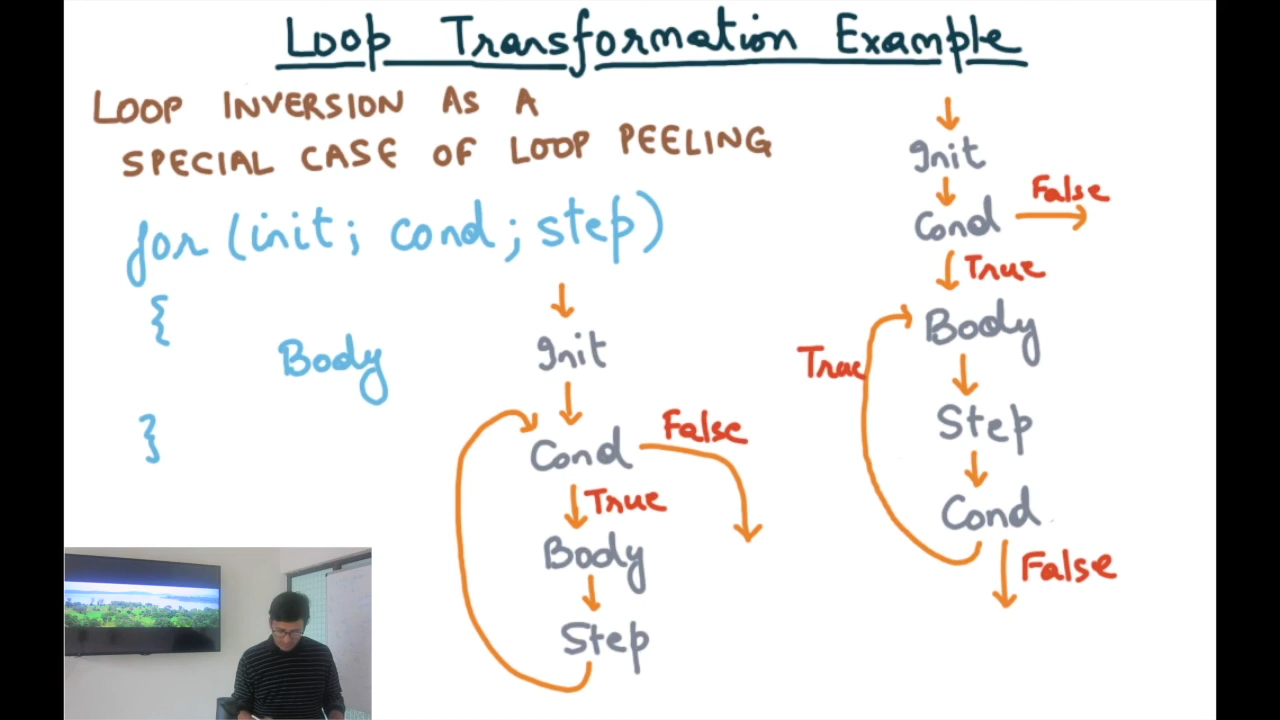 Loop Transformation Example
LOOP INVERSION AS A
SPECIAL CASE OF LOOP PEELING
for (init; cond; step)
{
Body
}
Init
Cond
False
True
Body
Step
Init
Cond
False
True
Body
True
Step
Cond
False